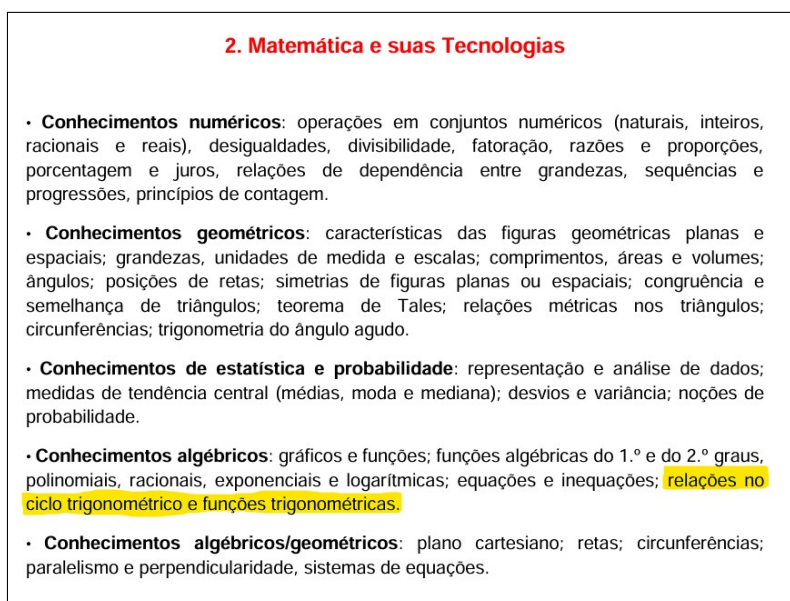 2. Matemática e suas Tecnologias
• Conhecimentos numéricos: operações em conjuntos numéricos (naturais, inteiros,
racionais e reais), desigualdades, divisibilidade, fatoração, razões e proporções,
porcentagem e juros, relações de dependência entre grandezas, sequências e
progressões, princípios de contagem.
• Conhecimentos geométricos: características das figuras geométricas planas e
espaciais; grandezas, unidades de medida e escalas; comprimentos, áreas e volumes;
ângulos; posições de retas; simetrias de figuras planas ou espaciais; congruência e
semelhança de triângulos; teorema de Tales; relações métricas nos triângulos;
circunferências; trigonometria do ângulo agudo.
• Conhecimentos de estatística e probabilidade: representação e análise de dados;
medidas de tendência central (médias, moda e mediana); desvios e variância; noções de
probabilidade.
• Conhecimentos algébricos: gráficos e funções; funções algébricas do 1.º e do 2.º graus,
polinomiais, racionais, exponenciais e logarítmicas; equações e inequações; relações no
ciclo trigonométrico e funções trigonométricas.
• Conhecimentos algébricos/geométricos: plano cartesiano; retas; circunferências;
paralelismo e perpendicularidade, sistemas de equações.